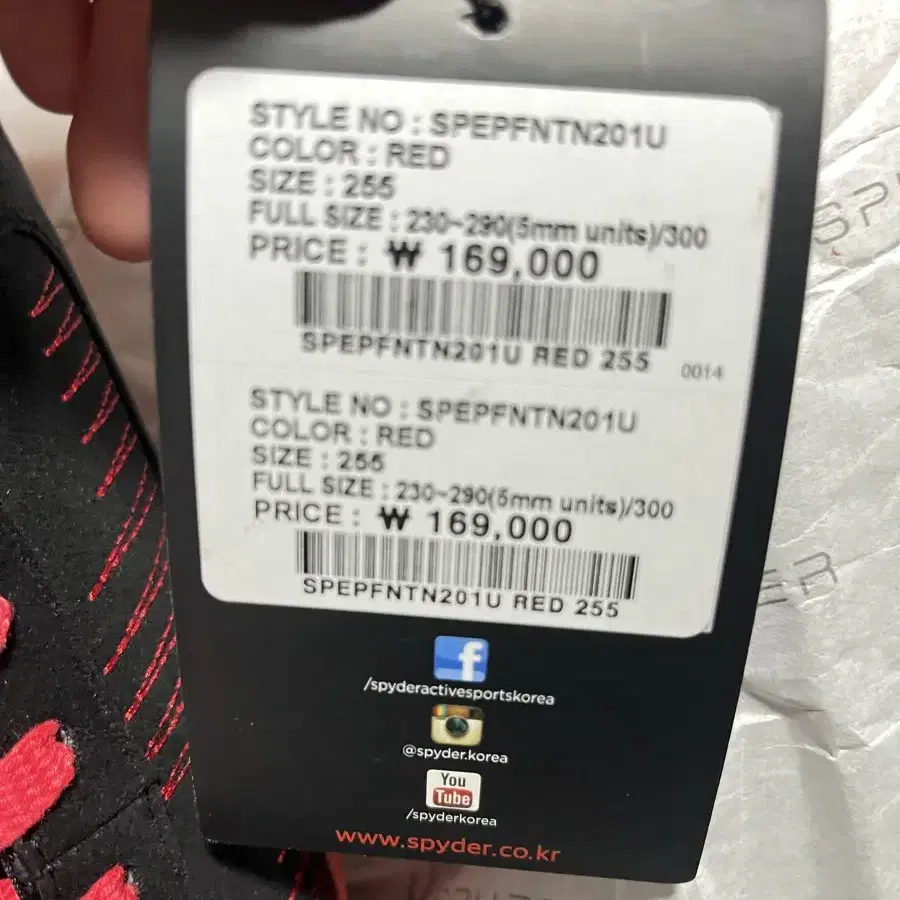 STYLE NO : SPEPFNTN201U
COLOR : RED
SIZE : 255
FULL SIZE : 230~290(5mm units)/300
PRICE : ₩ 169,000
SPEPFNTN201U RED 255
0014
STYLE NO : SPEPFNTN201U
COLOR : RED
SIZE : 255
FULL SIZE : 230~290(5mm units)/300
PRICE : ₩ 169,000
SPEPFNTN201U RED 255
f
/spyderactivesportskorea
@spyder.korea
You
Tube
/spyderkorea
www.spyder.co.kr